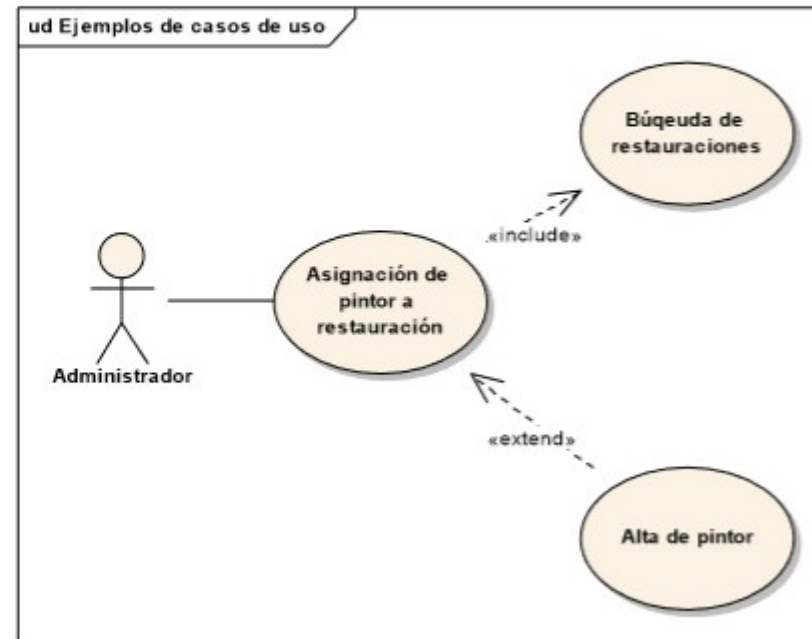 ud Ejemplos de casos de uso
Búqeuda de
restauraciones
«include»
Asignación de
pintor a
restauración
Administrador
«extend»
Alta de pintor